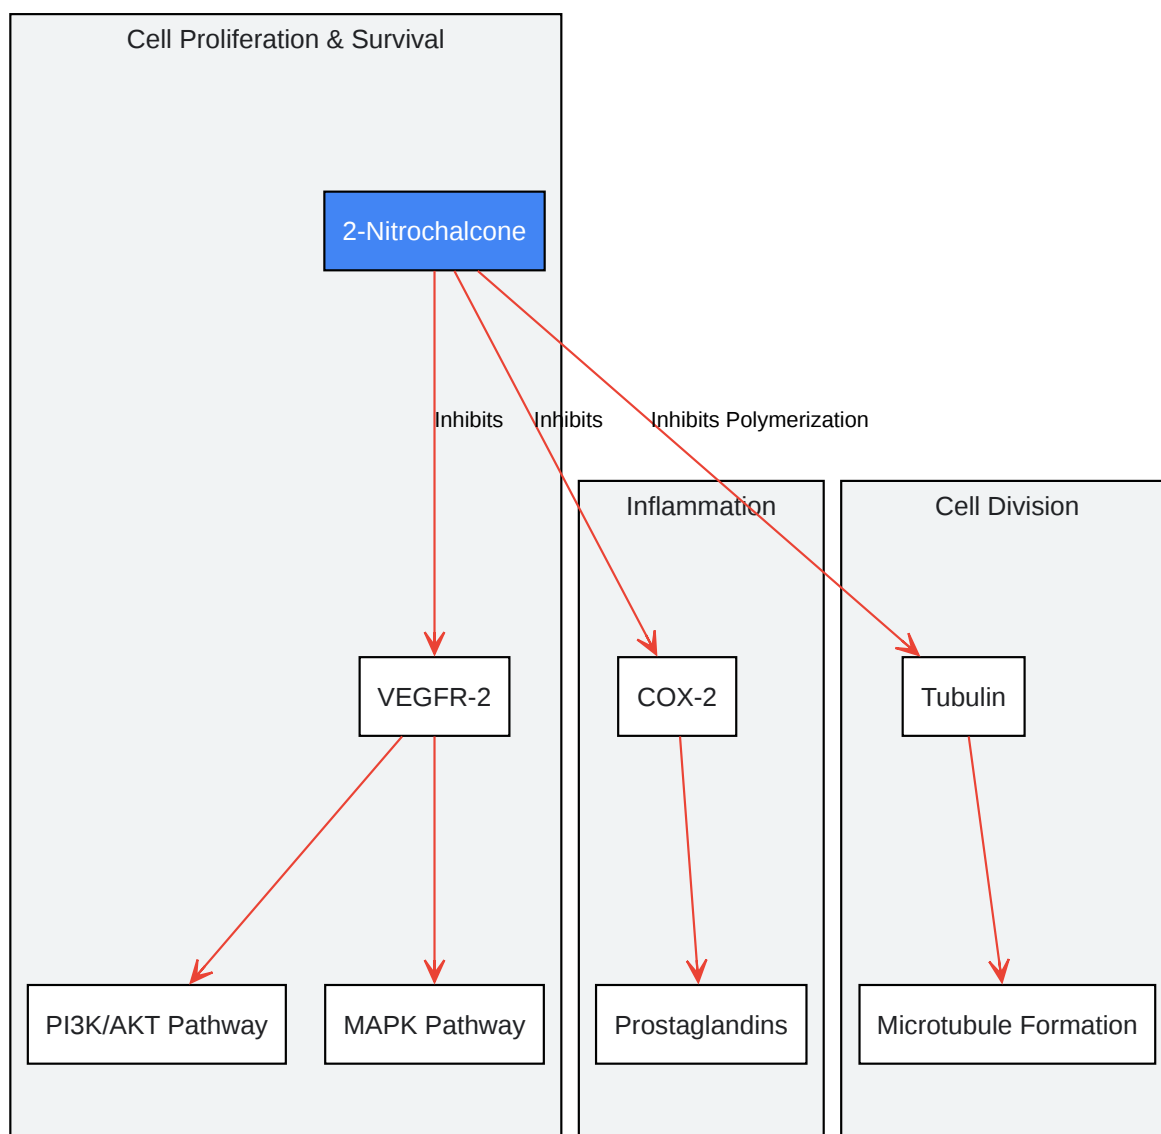 Cell Proliferation & Survival
2-Nitrochalcone
Inhibits
Inhibits
Inhibits Polymerization
Inflammation
Cell Division
VEGFR-2
COX-2
Tubulin
PI3K/AKT Pathway
MAPK Pathway
Prostaglandins
Microtubule Formation